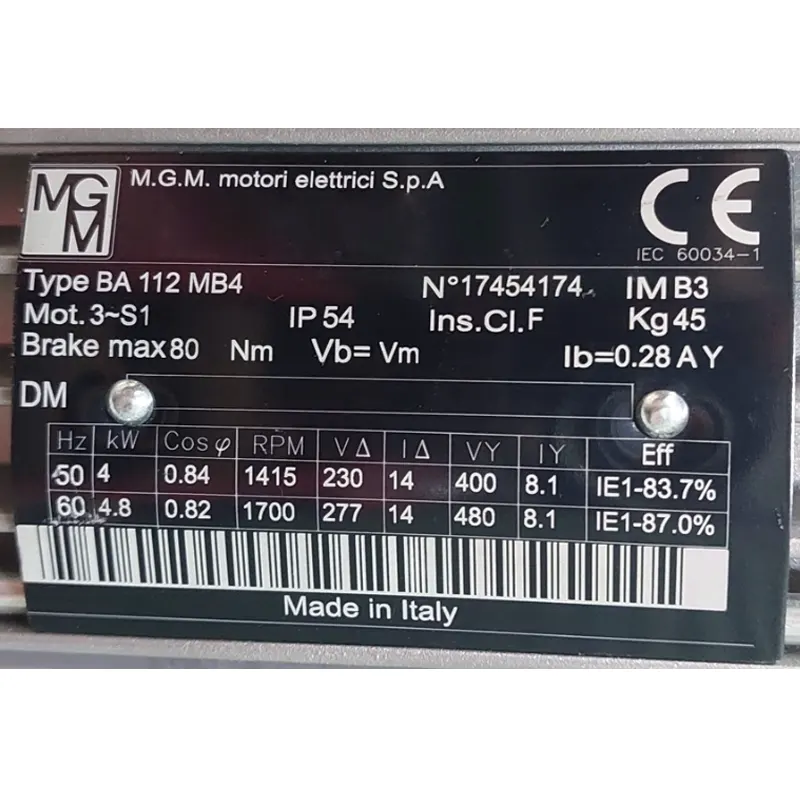 MGM
M.G.M. motori elettrici S.p.A
CE
IEC 60034-1
Type BA 112 MB4 N°17454174 IM B3
Mot. 3~S1 IP 54 Ins.Cl.F Kg 45
Brake max 80 Nm Vb= Vm Ib=0.28 A Y
DM
Hz kW Cos φ RPM V Δ I Δ VY IY Eff
50 4 0.84 1415 230 14 400 8.1 IE1-83.7%
60 4.8 0.82 1700 277 14 480 8.1 IE1-87.0%
Made in Italy